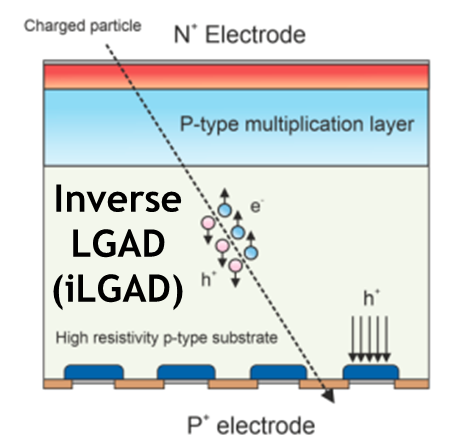 Charged particle
N⁺ Electrode
P-type multiplication layer
Inverse
LGAD
(iLGAD)
e⁻
h⁺
h⁺
High resistivity p-type substrate
P⁺ electrode